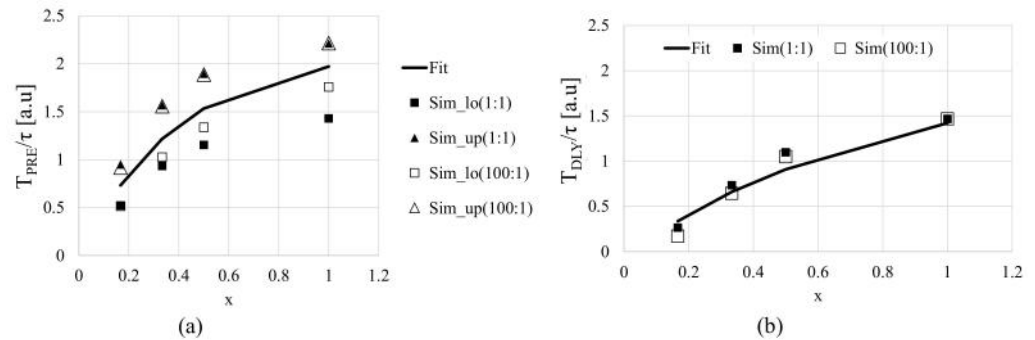 2.5
2
1.5
1
0.5
0
T_PRE/τ [a.u]
0 0.2 0.4 0.6 0.8 1 1.2
x
Fit
Sim_lo(1:1)
Sim_up(1:1)
Sim_lo(100:1)
Sim_up(100:1)
(a)
2.5
2
1.5
1
0.5
0
T_DLY/τ [a.u]
Fit Sim(1:1) Sim(100:1)
0 0.2 0.4 0.6 0.8 1 1.2
x
(b)